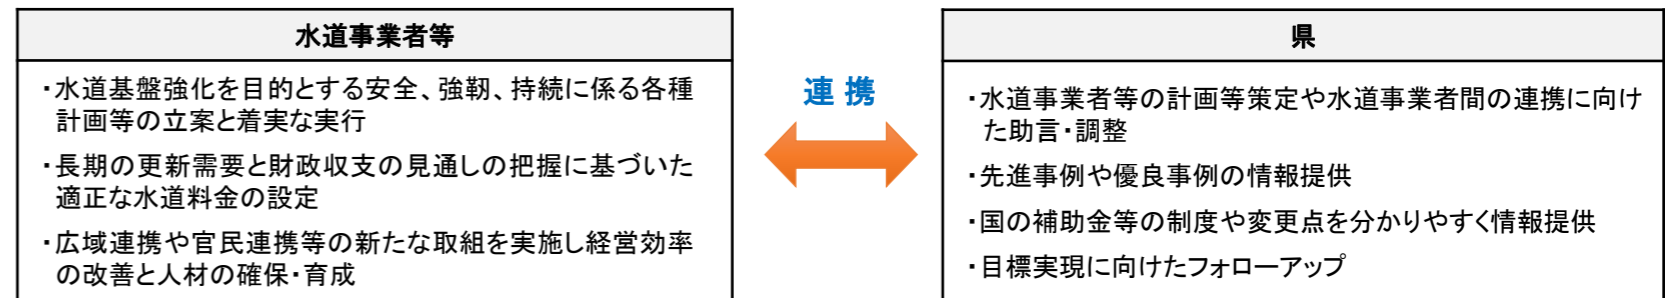 水道事業者等
・水道基盤強化を目的とする安全、強靭、持続に係る各種
計画等の立案と着実な実行
・長期の更新需要と財政収支の見通しの把握に基づいた
適正な水道料金の設定
・広域連携や官民連携等の新たな取組を実施し経営効率
の改善と人材の確保・育成
連 携
県
・水道事業者等の計画等策定や水道事業者間の連携に向け
た助言・調整
・先進事例や優良事例の情報提供
・国の補助金等の制度や変更点を分かりやすく情報提供
・目標実現に向けたフォローアップ